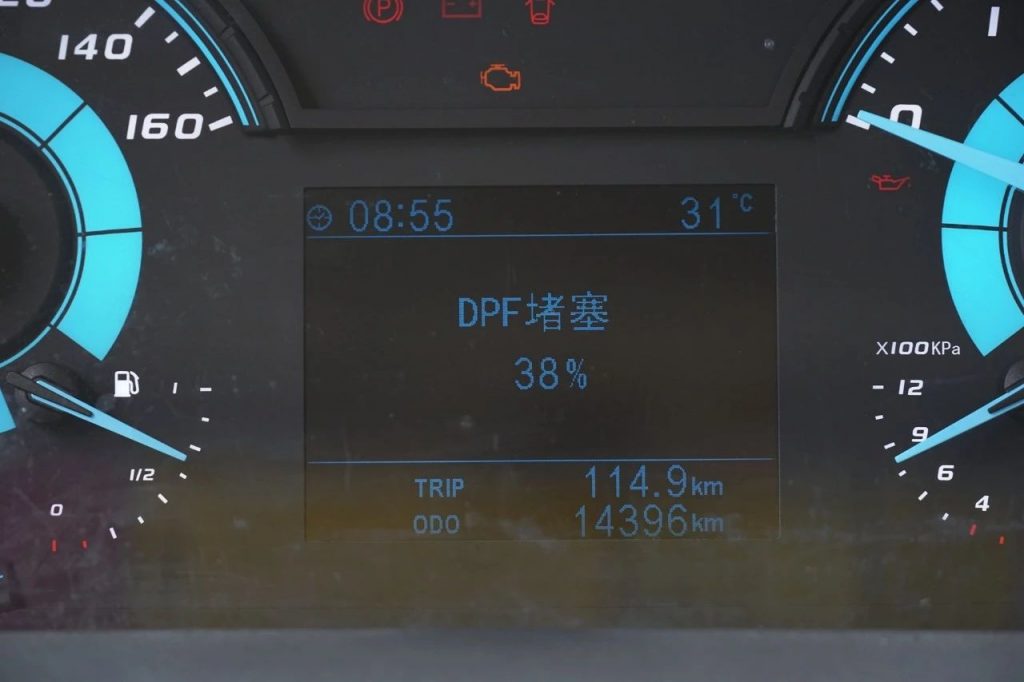 140
160
P
1
0
08:55
31°C
DPF堵塞
38%
X100KPa
12
9
6
4
1
1/2
0
TRIP 114.9km
ODO 14396km